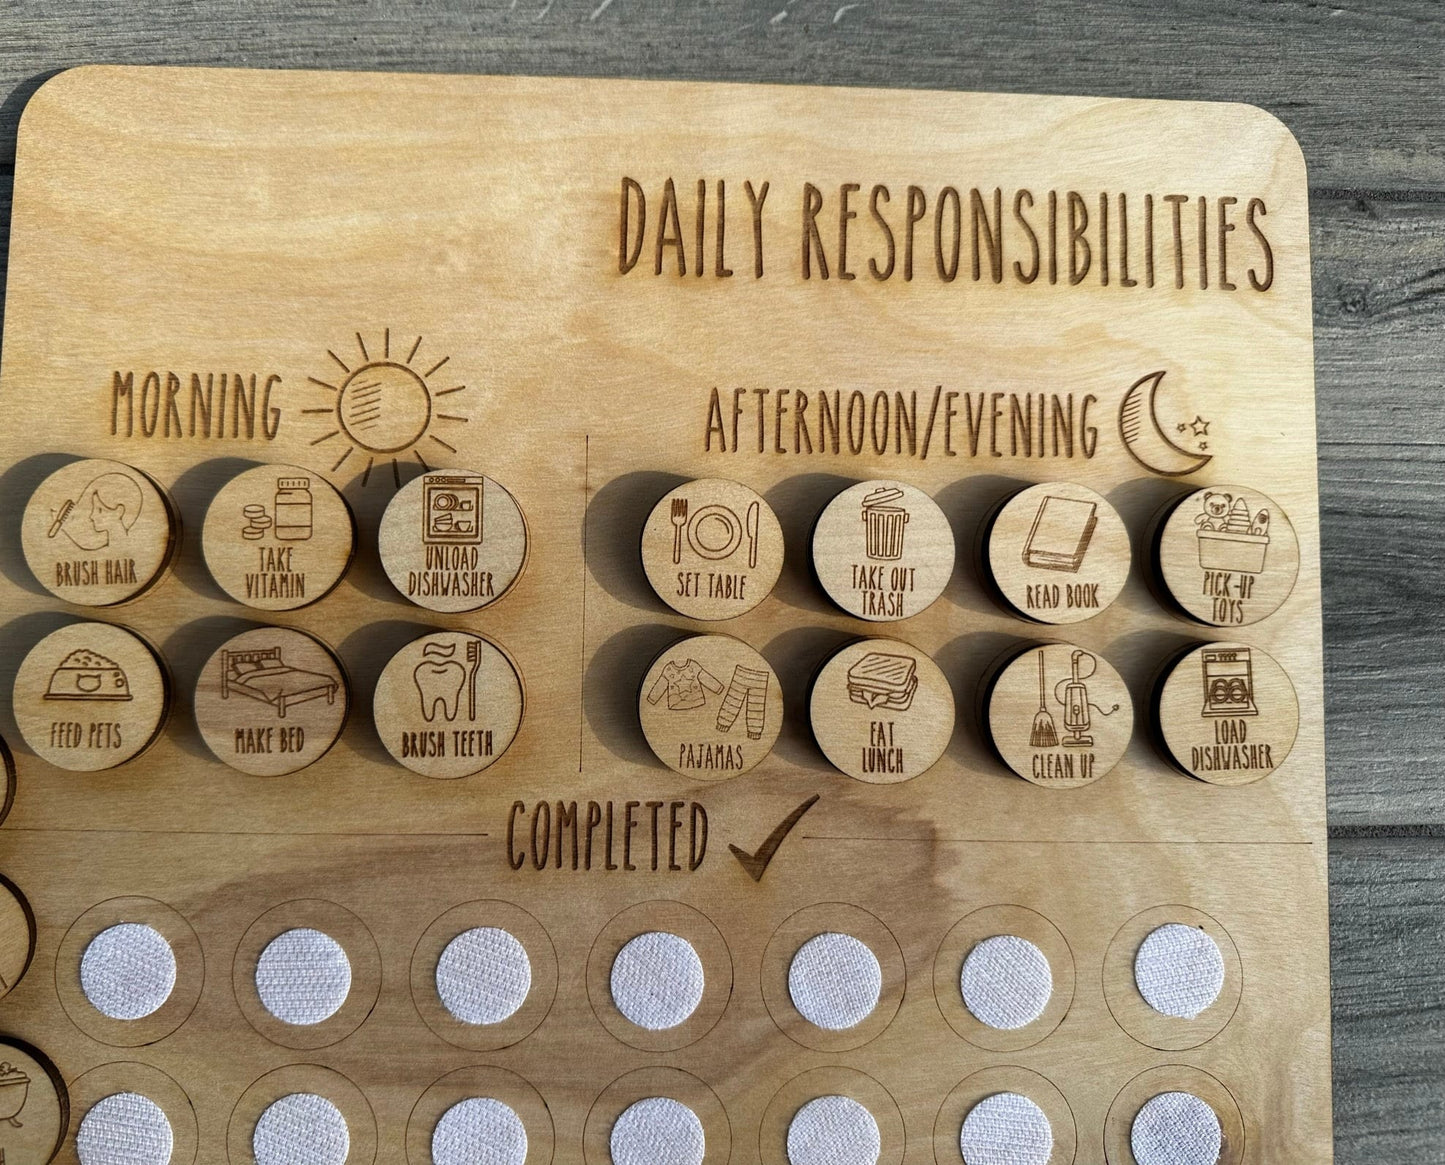 DAILY RESPONSIBILITIES
MORNING
AFTERNOON/EVENING
BRUSH HAIR
TAKE
VITAMIN
UNLOAD
DISHWASHER
SET TABLE
TAKE OUT
TRASH
READ BOOK
PICK-UP
TOYS
FEED PETS
MAKE BED
BRUSH TEETH
PAJAMAS
EAT
LUNCH
CLEAN UP
LOAD
DISHWASHER
COMPLETED